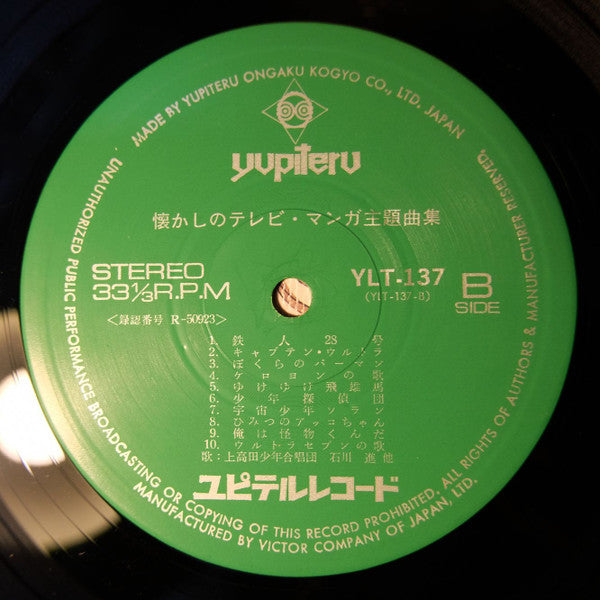 MADE BY YUPITERU ONGAKU KOGYO CO., LTD. JAPAN
yupiteru
懐かしのテレビ・マンガ主題曲集
STEREO
33⅓R.P.M
YLT-137
(YLT-137-B)
B
SIDE
<録認番号 R-50923>
1. 鉄人28号
2. キャプテン・ウルトラ
3. ぼくらのパーマン
4. ケロヨンの歌
5. ゆけゆけ飛雄馬
6. 少年探偵団
7. 宇宙少年ソラン
8. ひみつのアッコちゃん
9. 俺は怪物くんだ
10. ウルトラセブンの歌
歌:上高田少年合唱団 石川 進他
ユピテルレコード
UNAUTHORIZED PUBLIC PERFORMANCE BROADCASTING OR COPYING OF THIS RECORD PROHIBITED. ALL RIGHTS OF AUTHORS & MANUFACTURER RESERVED.
MANUFACTURED BY VICTOR COMPANY OF JAPAN, LTD.